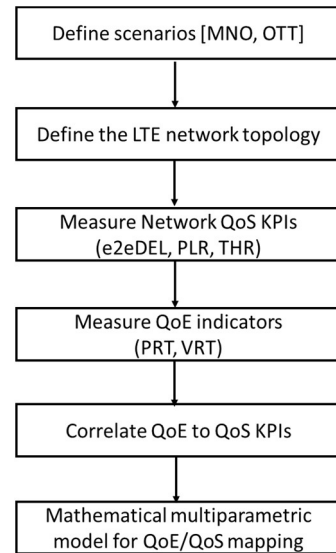 Define scenarios [MNO, OTT]
Define the LTE network topology
Measure Network QoS KPIs
(e2eDEL, PLR, THR)
Measure QoE indicators
(PRT, VRT)
Correlate QoE to QoS KPIs
Mathematical multiparametric
model for QoE/QoS mapping